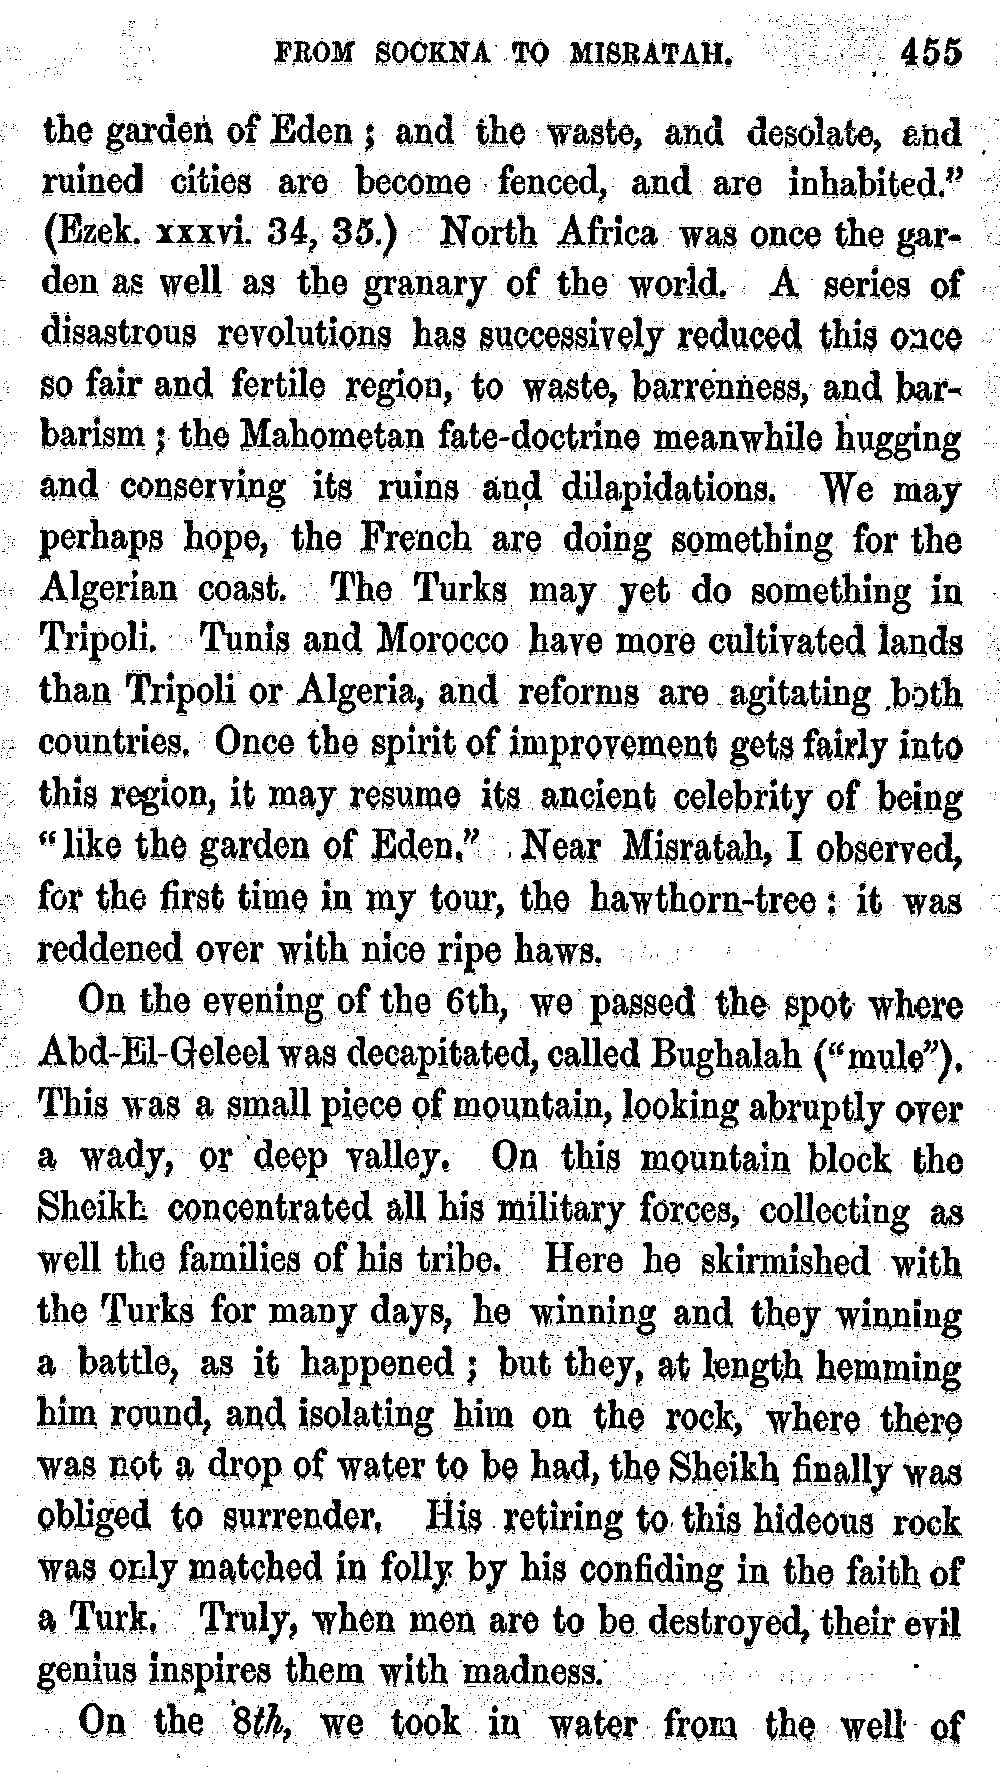 FROM SOCKNA TO MISRATAH. 455
the garden of Eden ; and the waste, and desolate, and
ruined cities are become fenced, and are inhabited."
(Ezek. xxxvi. 34, 35.) North Africa was once the gar-
den as well as the granary of the world. A series of
disastrous revolutions has successively reduced this once
so fair and fertile region, to waste, barrenness, and bar-
barism ; the Mahometan fate-doctrine meanwhile hugging
and conserving its ruins and dilapidations. We may
perhaps hope, the French are doing something for the
Algerian coast. The Turks may yet do something in
Tripoli. Tunis and Morocco have more cultivated lands
than Tripoli or Algeria, and reforms are agitating both
countries. Once the spirit of improvement gets fairly into
this region, it may resume its ancient celebrity of being
"like the garden of Eden." Near Misratah, I observed,
for the first time in my tour, the hawthorn-tree : it was
reddened over with nice ripe haws.
On the evening of the 6th, we passed the spot where
Abd-El-Geleel was decapitated, called Bughalah ("mule").
This was a small piece of mountain, looking abruptly over
a wady, or deep valley. On this mountain block the
Sheikh concentrated all his military forces, collecting as
well the families of his tribe. Here he skirmished with
the Turks for many days, he winning and they winning
a battle, as it happened ; but they, at length hemming
him round, and isolating him on the rock, where there
was not a drop of water to be had, the Sheikh finally was
obliged to surrender. His retiring to this hideous rock
was only matched in folly by his confiding in the faith of
a Turk. Truly, when men are to be destroyed, their evil
genius inspires them with madness.
On the 8th, we took in water from the well of